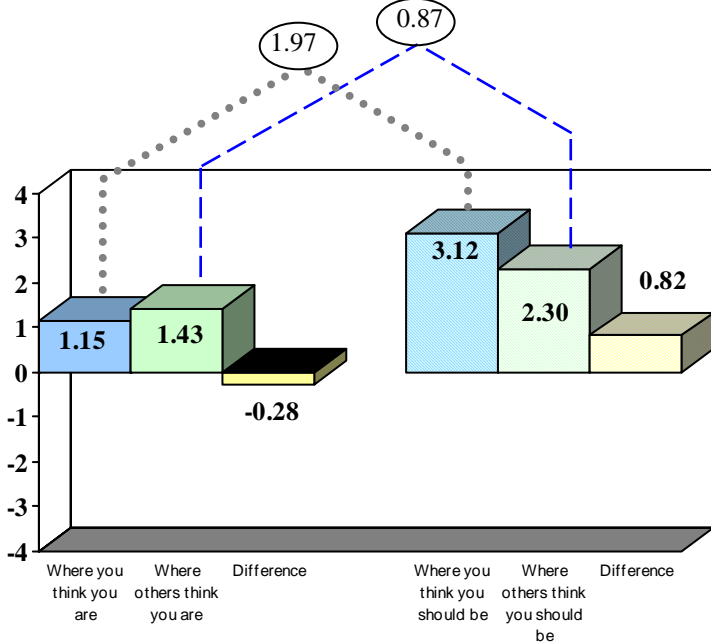 0.87
1.97
4
3
2
1
0
-1
-2
-3
-4
1.15
1.43
-0.28
3.12
2.30
0.82
Where you
think you
are
Where
others think
you are
Difference
Where you
think you
should be
Where
others think
you should
be
Difference